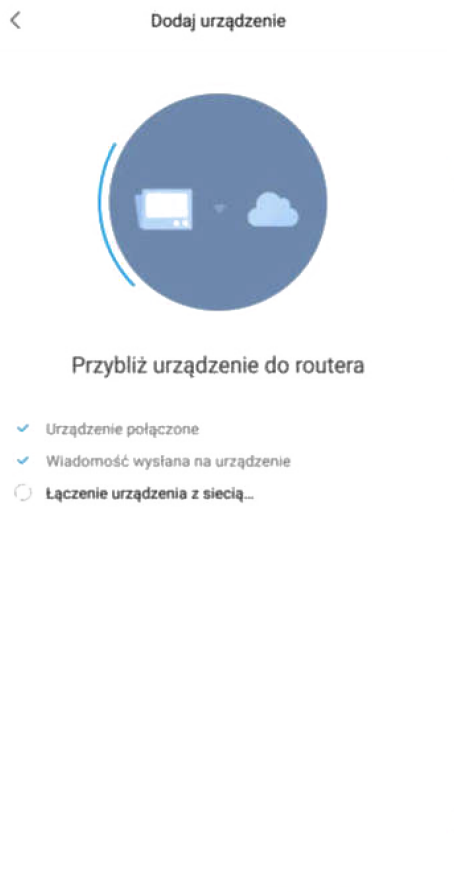 Dodaj urządzenie
Przybliż urządzenie do routera
Urządzenie połączone
Wiadomość wysłana na urządzenie
Łączenie urządzenia z siecią...